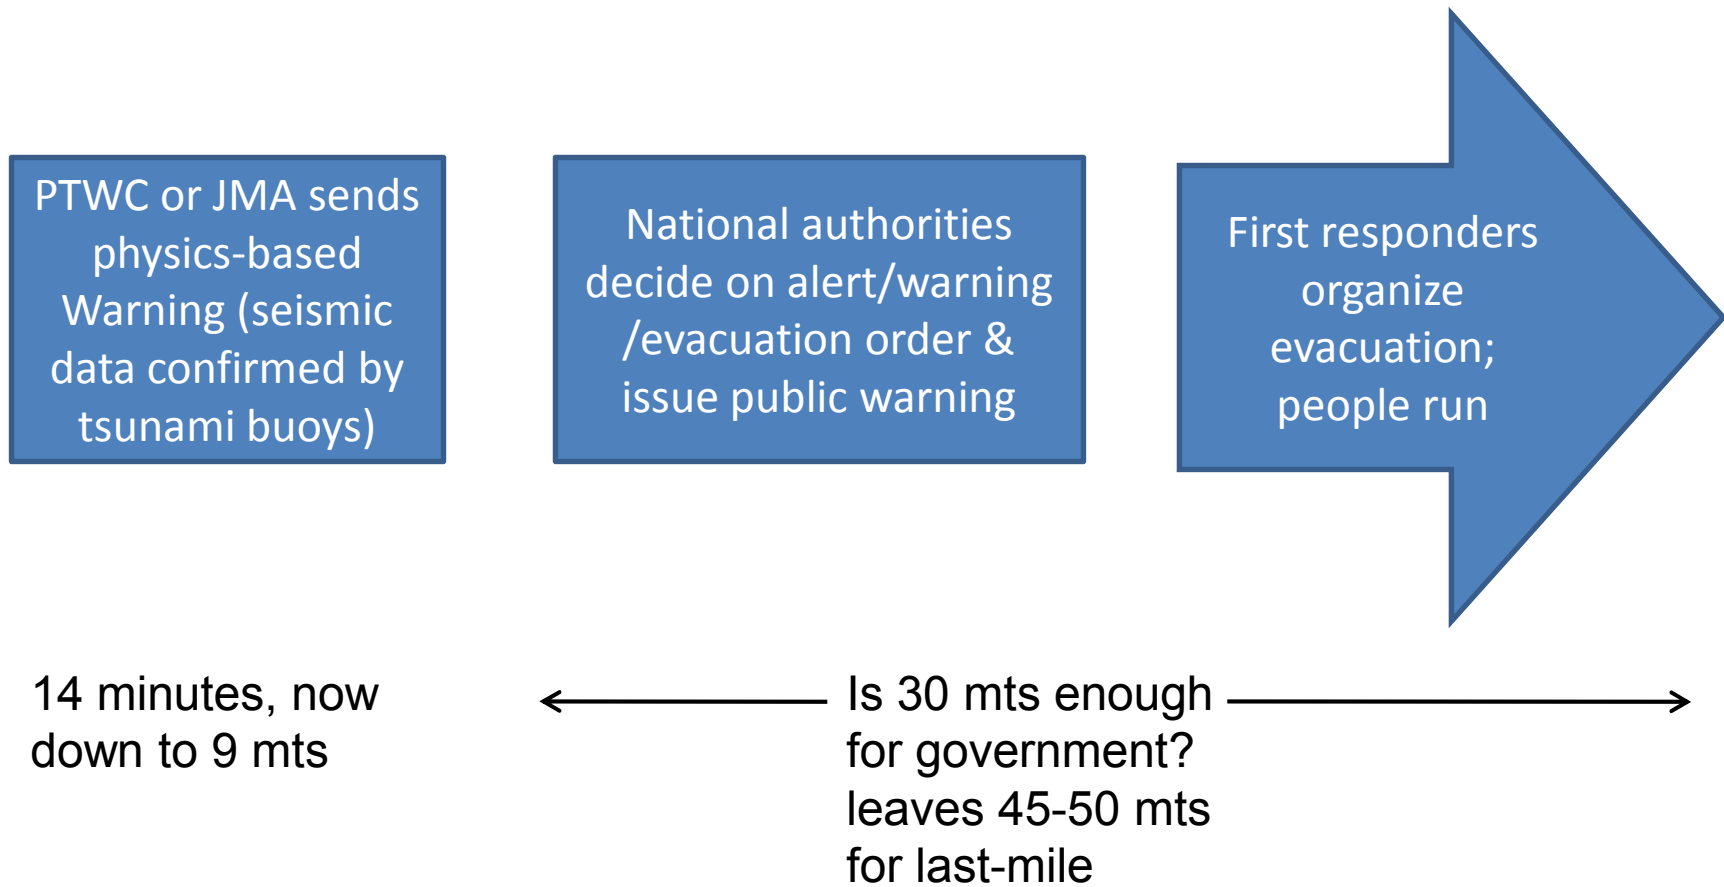 PTWC or JMA sends
physics-based
Warning (seismic
data confirmed by
tsunami buoys)
National authorities
decide on alert/warning
/evacuation order &
issue public warning
First responders
organize
evacuation;
people run
14 minutes, now
down to 9 mts
Is 30 mts enough
for government?
leaves 45-50 mts
for last-mile